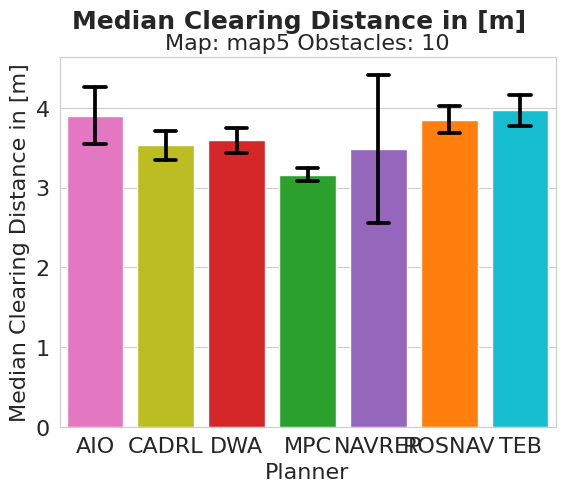 Median Clearing Distance in [m]
Map: map5 Obstacles: 10
Median Clearing Distance in [m]
4
3
2
1
0
AIO CADRL DWA MPC NAVREP ROSNAV TEB
Planner